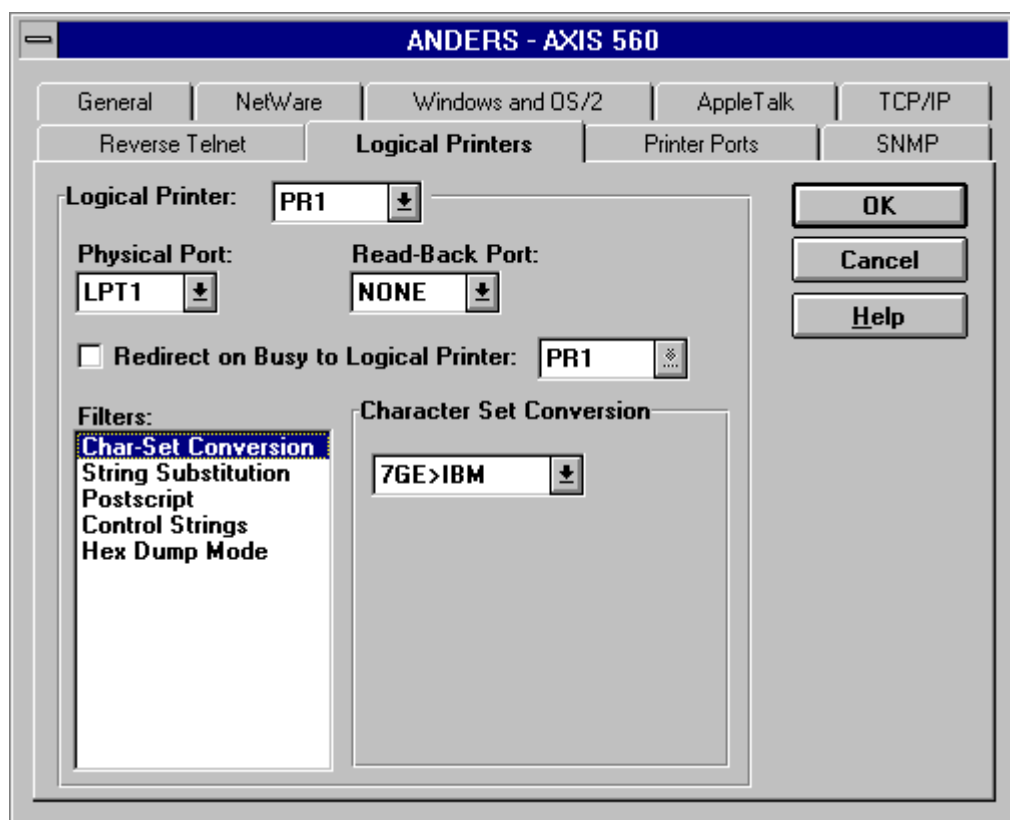 ANDERS - AXIS 560
General NetWare Windows and OS/2 AppleTalk TCP/IP
Reverse Telnet Logical Printers Printer Ports SNMP
Logical Printer: PR1
OK
Physical Port: Read-Back Port:
Cancel
LPT1 NONE
Help
Redirect on Busy to Logical Printer: PR1
Filters:
Char-Set Conversion
String Substitution
Postscript
Control Strings
Hex Dump Mode
Character Set Conversion
7GE>IBM